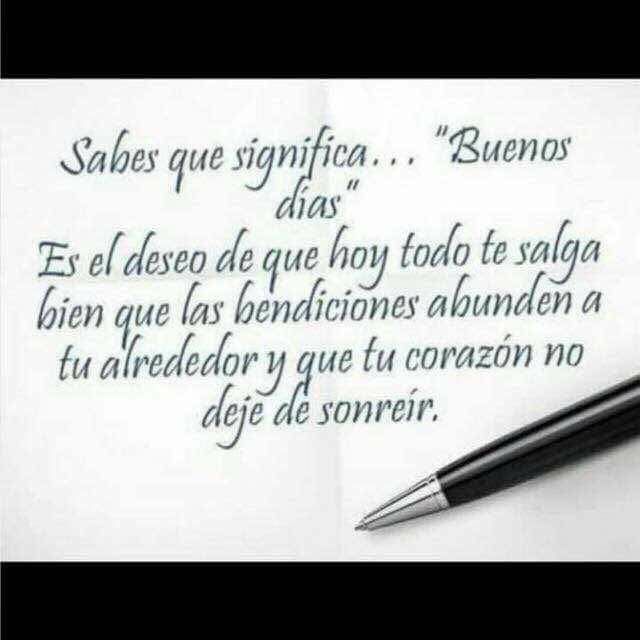 Sabes que significa... "Buenos
días"
Es el deseo de que hoy todo te salga
bien que las bendiciones abunden a
tu alrededor y que tu corazón no
deje de sonreír.